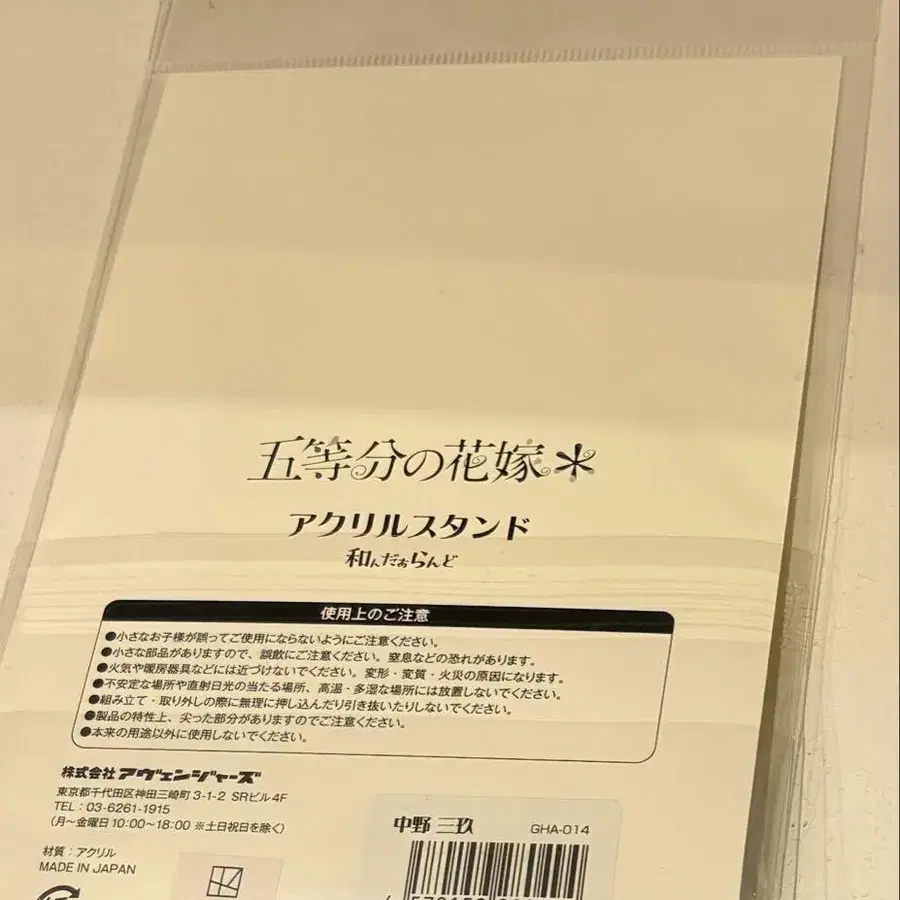 五等分の花嫁＊
アクリルスタンド
和んだぁらんど
使用上のご注意
●小さなお子様が誤ってご使用にならないようにご注意ください。
●小さな部品がありますので、誤飲にご注意ください。窒息などの恐れがあります。
●火気や暖房器具などには近づけないでください。変形・変質・火災の原因になります。
●不安定な場所や直射日光の当たる場所、高温・多湿な場所には放置しないでください。
●組み立て・取り外しの際に無理に押し込んだり引き抜いたりしないでください。
●製品の特性上、尖った部分がありますのでご注意ください。
●本来の用途以外に使用しないでください。
株式会社アヴェンジャーズ
東京都千代田区神田三崎町3-1-2 SRビル4F
TEL：03-6261-1915
（月～金曜日10:00～18:00 ※土日祝日を除く）
材質：アクリル
MADE IN JAPAN
中野 三玖 GHA-014